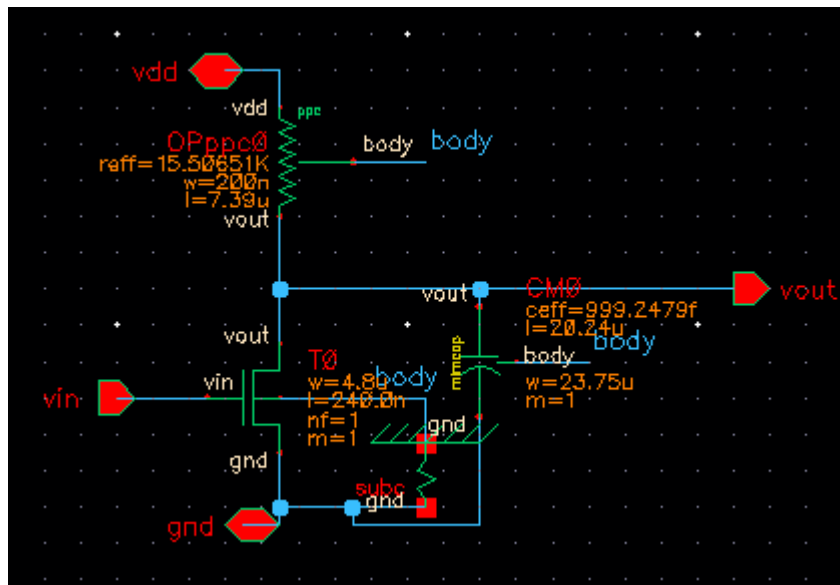 vdd
vdd
ppc
OPppc0
body
body
reff=15.50651K
w=200n
l=7.39u
vout
vout
CM0
vout
ceff=999.2479f
l=20.24u
body
vout
mimcap
body
T0
vin
w=4.8u
body
w=23.75u
vin
l=240.0n
m=1
nf=1
gnd
m=1
gnd
subc
gnd
gnd